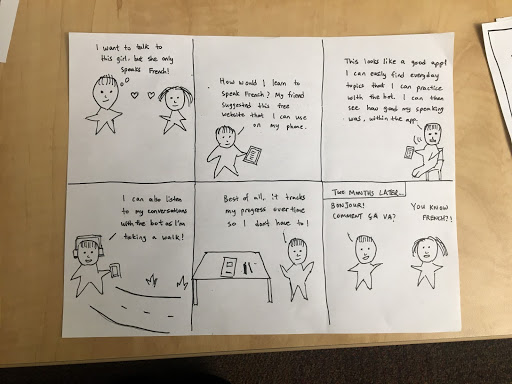 I want to talk to
this girl, but she only
speaks French!
How would I learn to
speak French? My friend
suggested this free
website that I can use
on my phone.
This looks like a good app!
I can easily find everyday
topics that I can practice
with the bot. I can then
see how good my speaking
was, within the app.
I can also listen
to my conversations
with the bot as I'm
taking a walk!
Best of all, it tracks
my progress over time
so I don't have to!
TWO MONTHS LATER...
BONJOUR!
COMMENT ÇA VA?
YOU KNOW
FRENCH?!